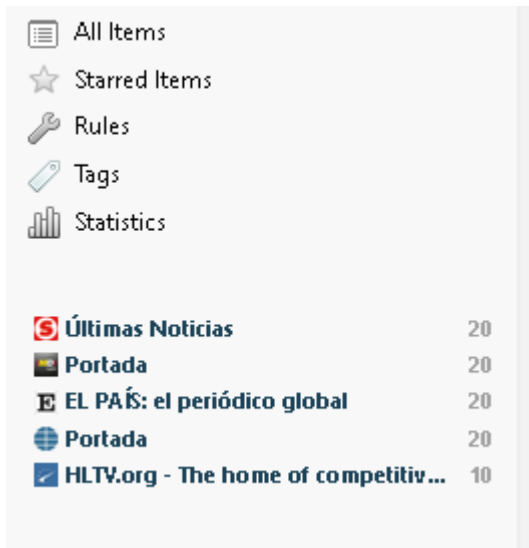 All Items
Starred Items
Rules
Tags
Statistics
Últimas Noticias 20
Portada 20
EL PAÍS: el periódico global 20
Portada 20
HLTV.org - The home of competitiv... 10